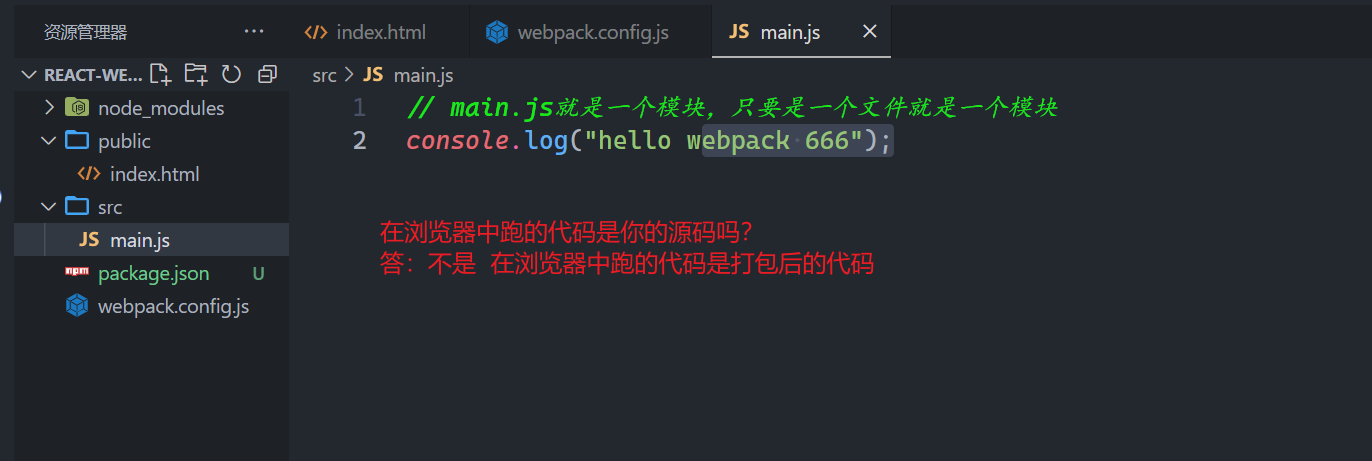 资源管理器 ···
index.html
webpack.config.js
JS main.js
REACT-WE...
src > JS main.js
node_modules
public
index.html
src
JS main.js
npm package.json U
webpack.config.js
1 // main.js就是一个模块，只要是一个文件就是一个模块
2 console.log("hello webpack 666");
在浏览器中跑的代码是你的源码吗？
答：不是 在浏览器中跑的代码是打包后的代码